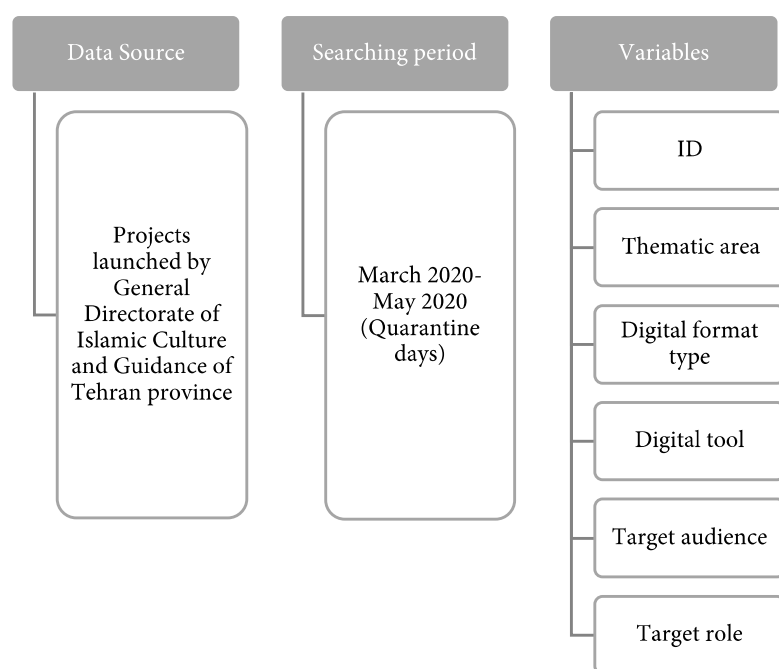 Data Source
Projects
launched by
General
Directorate of
Islamic Culture
and Guidance of
Tehran province
Searching period
March 2020-
May 2020
(Quarantine
days)
Variables
ID
Thematic area
Digital format
type
Digital tool
Target audience
Target role